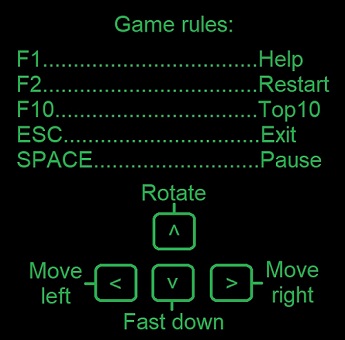 Game rules:
F1...................................Help
F2...................................Restart
F10.................................Top10
ESC................................Exit
SPACE...........................Pause
Rotate
^
Move left
< v >
Move right
Fast down